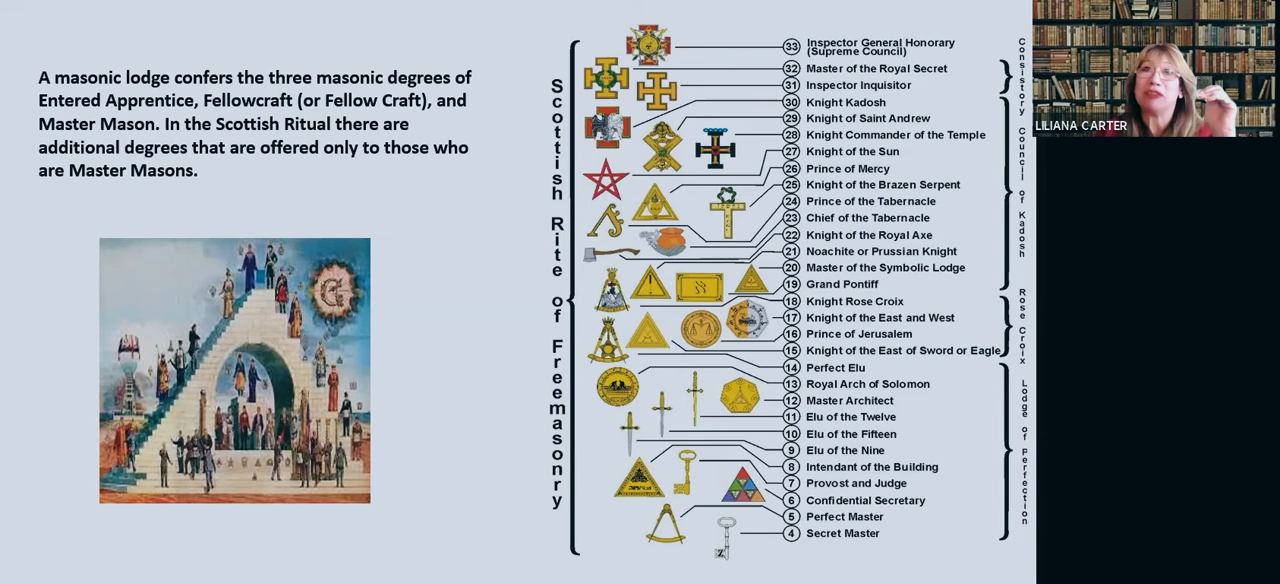 A masonic lodge confers the three masonic degrees of
Entered Apprentice, Fellowcraft (or Fellow Craft), and
Master Mason. In the Scottish Ritual there are
additional degrees that are offered only to those who
are Master Masons.
G
Scottish Rite of Freemasonry
33 Inspector General Honorary
(Supreme Council)
32 Master of the Royal Secret
31 Inspector Inquisitor
30 Knight Kadosh
29 Knight of Saint Andrew
28 Knight Commander of the Temple
27 Knight of the Sun
26 Prince of Mercy
25 Knight of the Brazen Serpent
24 Prince of the Tabernacle
23 Chief of the Tabernacle
22 Knight of the Royal Axe
21 Noachite or Prussian Knight
20 Master of the Symbolic Lodge
19 Grand Pontiff
18 Knight Rose Croix
17 Knight of the East and West
16 Prince of Jerusalem
15 Knight of the East of Sword or Eagle
14 Perfect Elu
13 Royal Arch of Solomon
12 Master Architect
11 Elu of the Twelve
10 Elu of the Fifteen
9 Elu of the Nine
8 Intendant of the Building
7 Provost and Judge
6 Confidential Secretary
5 Perfect Master
4 Secret Master
Z
Consistory
Council of Kadosh
Rose Croix
Lodge of Perfection
LILIANA CARTER